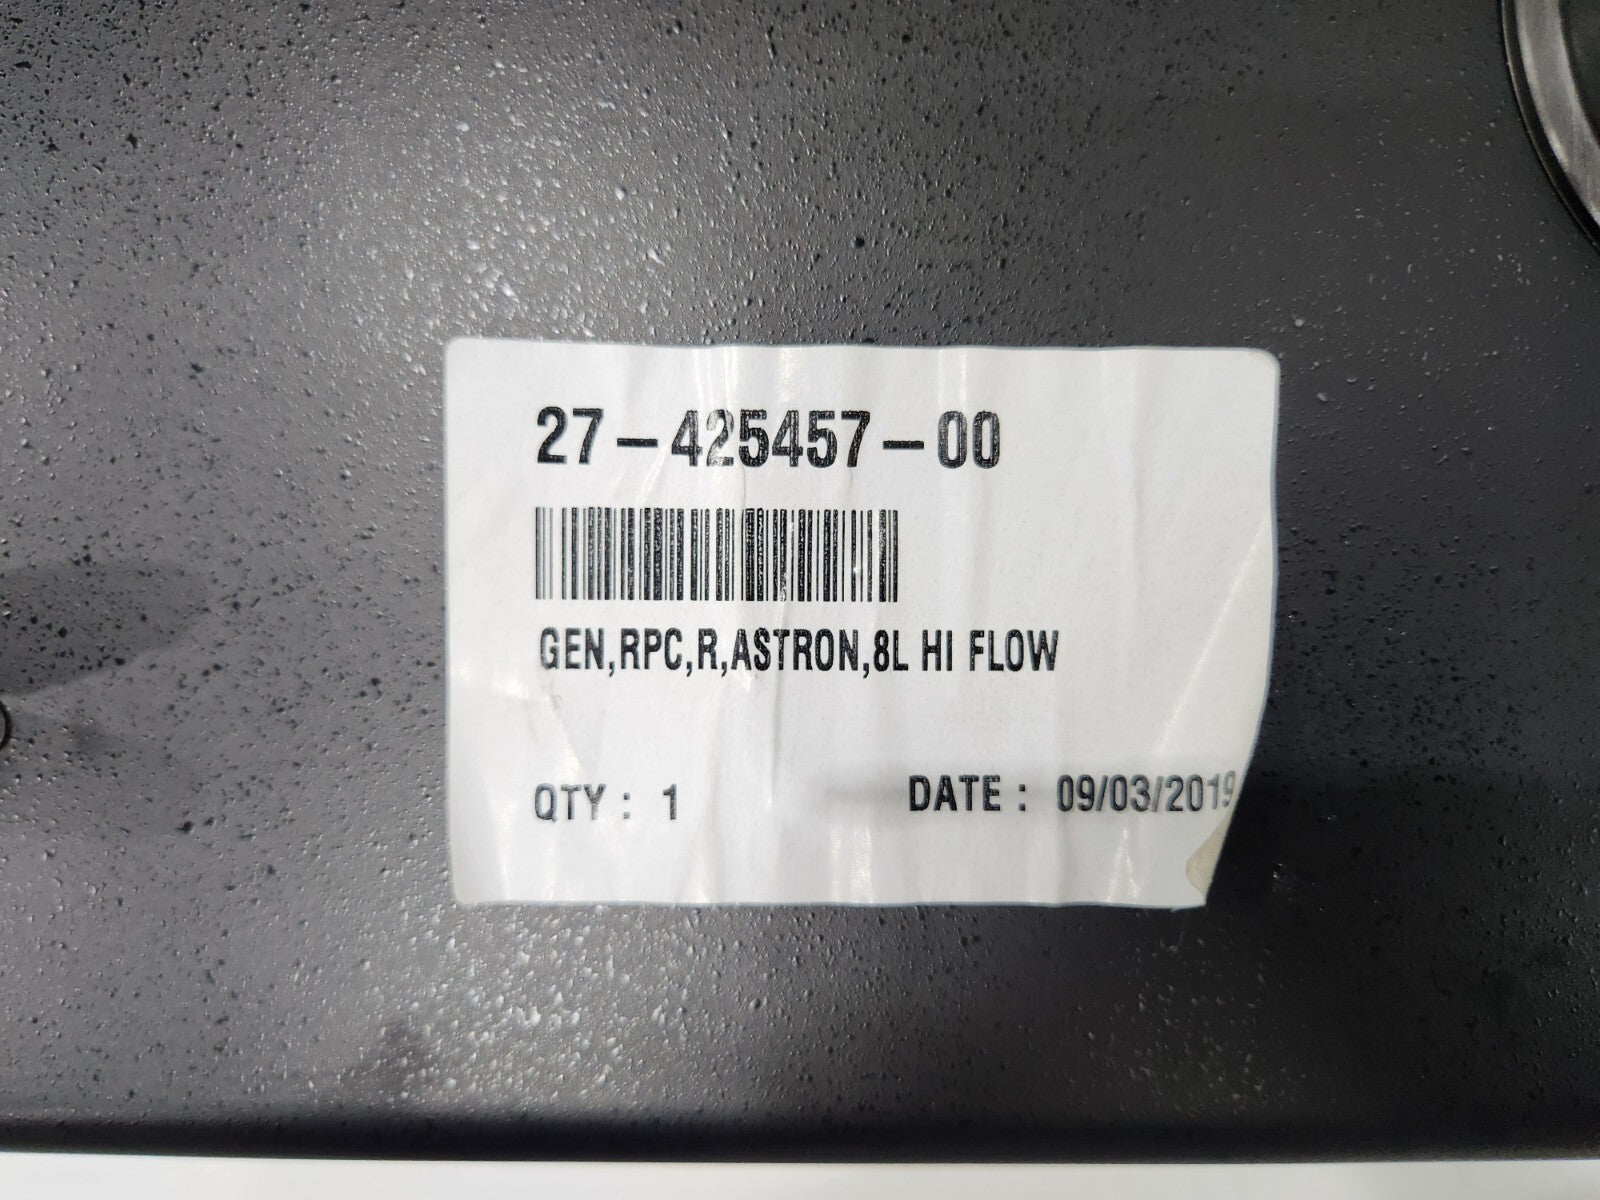 27-425457-00
GEN,RPC,R,ASTRON,8L HI FLOW
QTY : 1 DATE : 09/03/2019